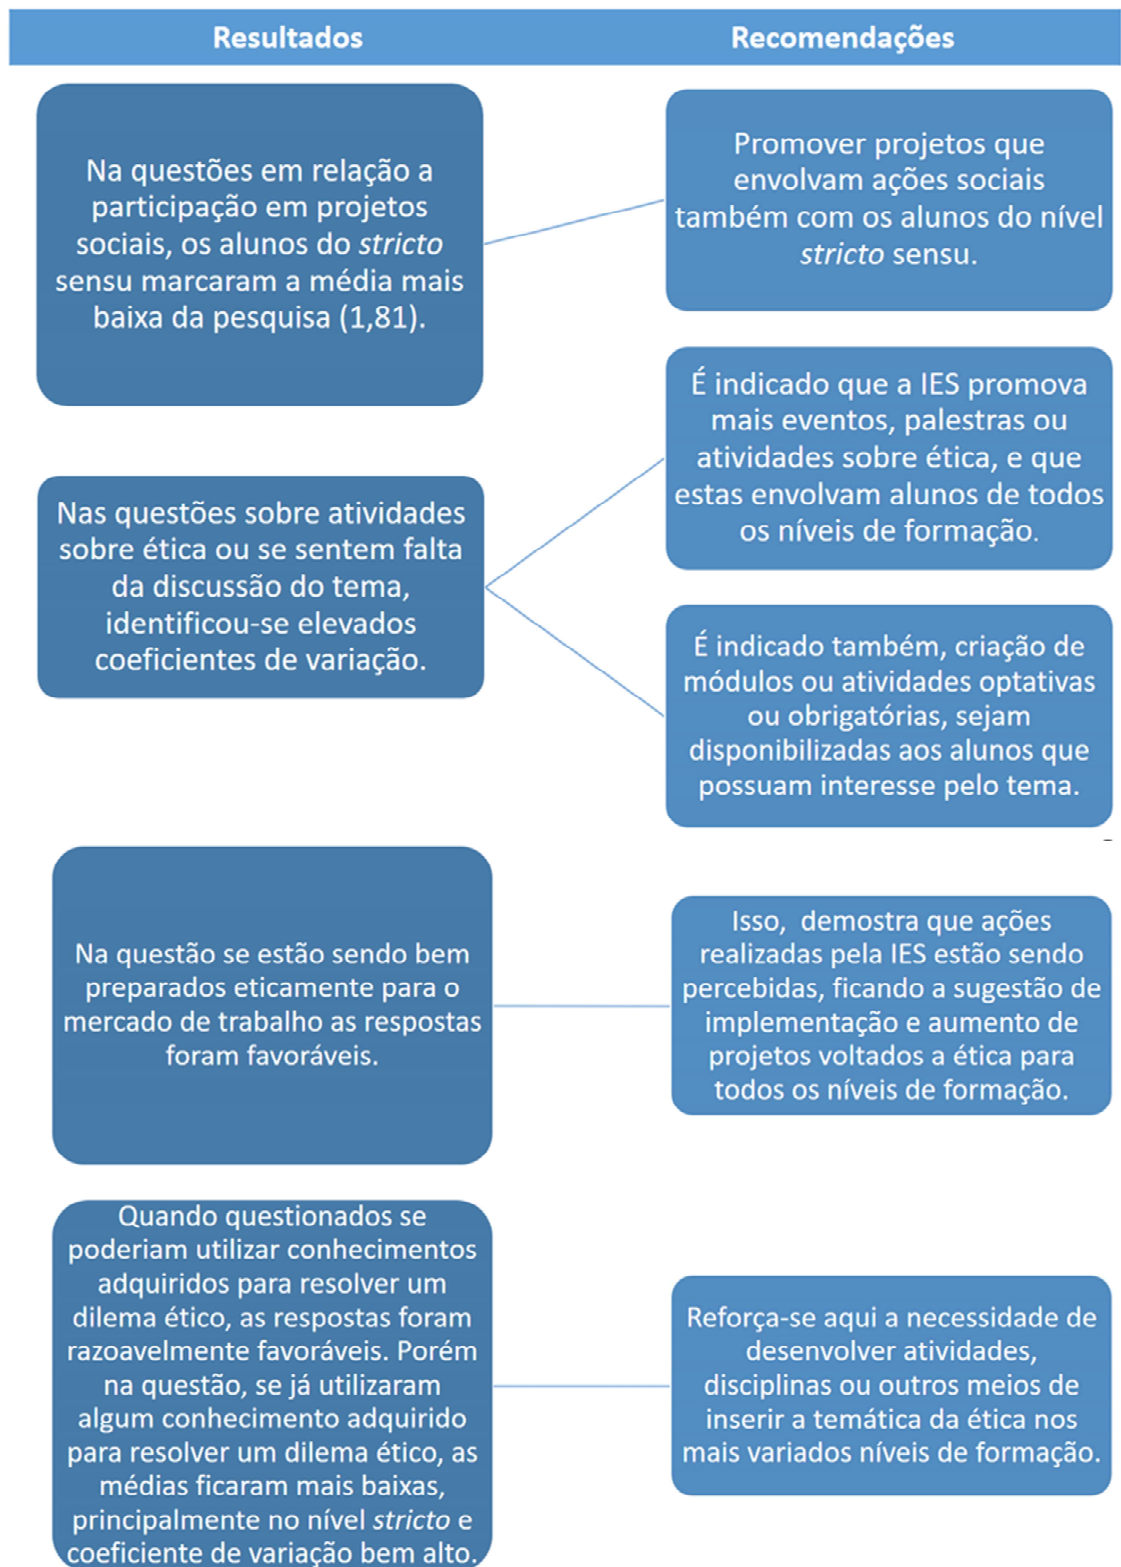 Resultados
Recomendações
Na questões em relação a
participação em projetos
sociais, os alunos do stricto
sensu marcaram a média mais
baixa da pesquisa (1,81).
Promover projetos que
envolvam ações sociais
também com os alunos do nível
stricto sensu.
Nas questões sobre atividades
sobre ética ou se sentem falta
da discussão do tema,
identificou-se elevados
coeficientes de variação.
É indicado que a IES promova
mais eventos, palestras ou
atividades sobre ética, e que
estas envolvam alunos de todos
os níveis de formação.
É indicado também, criação de
módulos ou atividades optativas
ou obrigatórias, sejam
disponibilizadas aos alunos que
possuam interesse pelo tema.
Na questão se estão sendo bem
preparados eticamente para o
mercado de trabalho as respostas
foram favoráveis.
Isso, demostra que ações
realizadas pela IES estão sendo
percebidas, ficando a sugestão de
implementação e aumento de
projetos voltados a ética para
todos os níveis de formação.
Quando questionados se
poderiam utilizar conhecimentos
adquiridos para resolver um
dilema ético, as respostas foram
razoavelmente favoráveis. Porém
na questão, se já utilizaram
algum conhecimento adquirido
para resolver um dilema ético, as
médias ficaram mais baixas,
principalmente no nível stricto e
coeficiente de variação bem alto.
Reforça-se aqui a necessidade de
desenvolver atividades,
disciplinas ou outros meios de
inserir a temática da ética nos
mais variados níveis de formação.